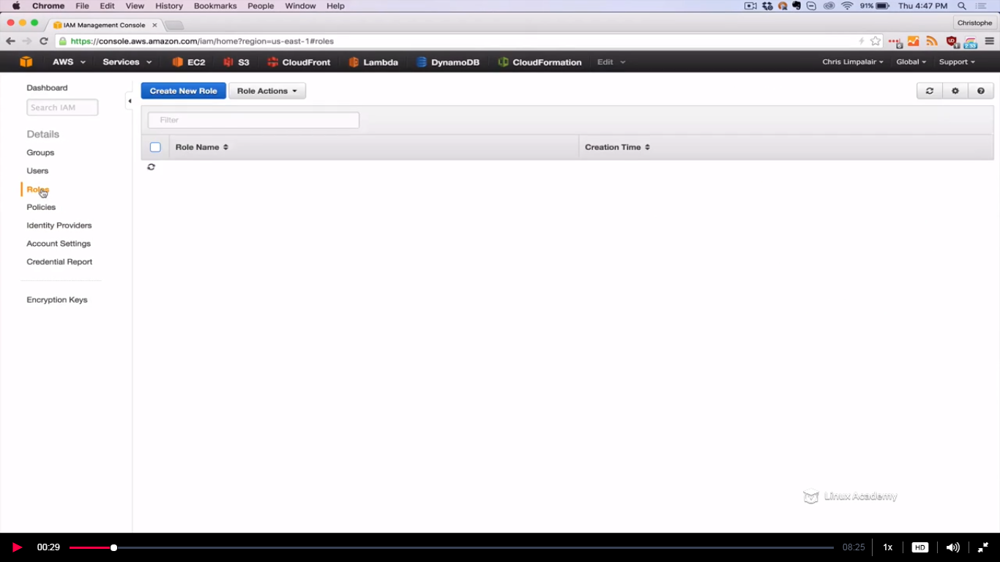 Chrome File Edit View History Bookmarks People Window Help 91% Thu 4:47 PM
IAM Management Console Christophe
https://console.aws.amazon.com/iam/home?region=us-east-1#roles
AWS Services EC2 S3 CloudFront Lambda DynamoDB CloudFormation Edit Chris Limpalair Global Support
Dashboard
Search IAM
Details
Groups
Users
Roles
Policies
Identity Providers
Account Settings
Credential Report
Encryption Keys
Create New Role Role Actions
Filter
Role Name Creation Time
Linux Academy
00:29 08:25 1x HD